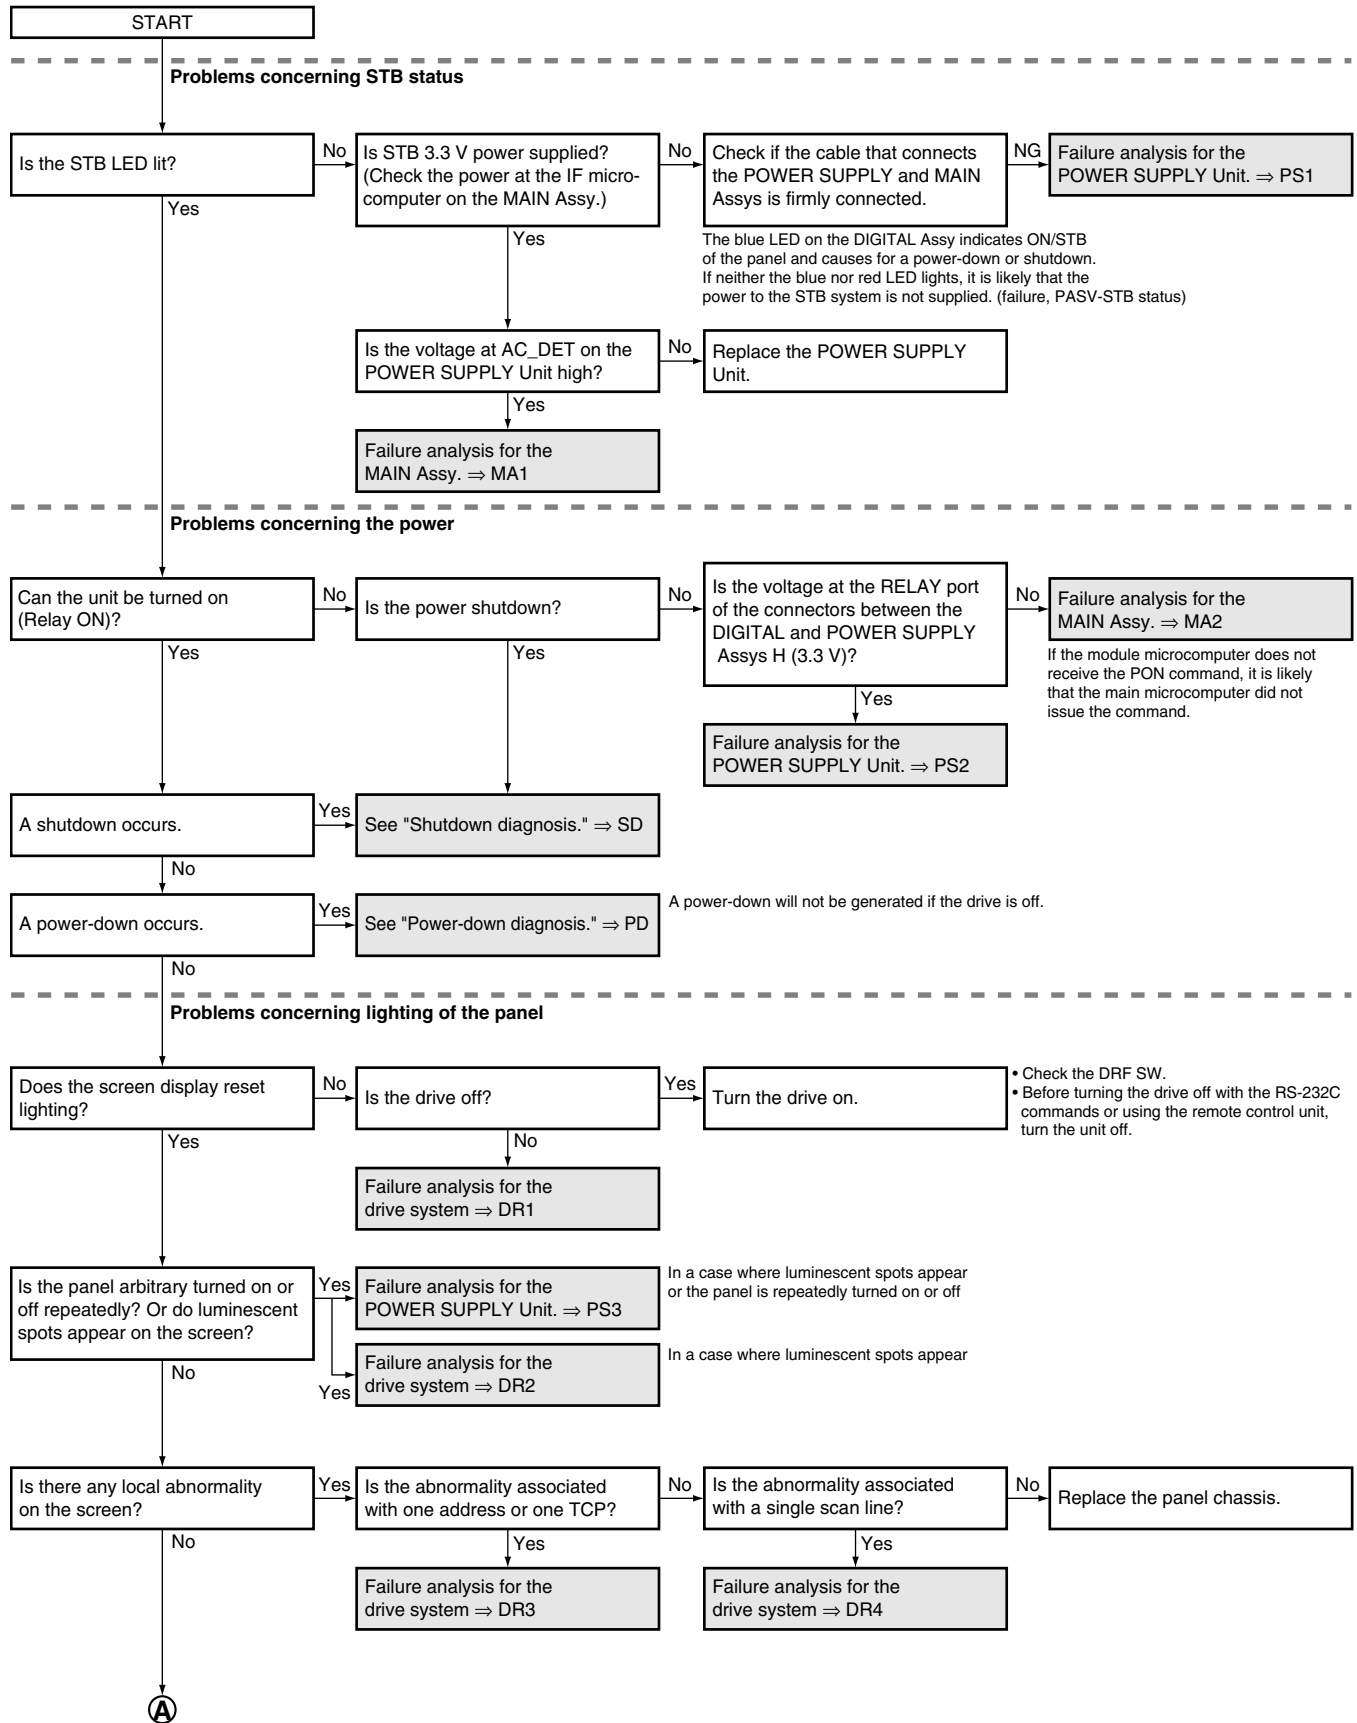 START
Problems concerning STB status
Is the STB LED lit?
No
Yes
Is STB 3.3 V power supplied?
(Check the power at the IF micro-
computer on the MAIN Assy.)
No
Yes
Check if the cable that connects
the POWER SUPPLY and MAIN
Assys is firmly connected.
NG
Failure analysis for the
POWER SUPPLY Unit. ⇒ PS1
The blue LED on the DIGITAL Assy indicates ON/STB
of the panel and causes for a power-down or shutdown.
If neither the blue nor red LED lights, it is likely that the
power to the STB system is not supplied. (failure, PASV-STB status)
Is the voltage at AC_DET on the
POWER SUPPLY Unit high?
No
Yes
Replace the POWER SUPPLY
Unit.
Failure analysis for the
MAIN Assy. ⇒ MA1
Problems concerning the power
Can the unit be turned on
(Relay ON)?
No
Yes
Is the power shutdown?
No
Yes
Is the voltage at the RELAY port
of the connectors between the
DIGITAL and POWER SUPPLY
Assys H (3.3 V)?
No
Yes
Failure analysis for the
MAIN Assy. ⇒ MA2
If the module microcomputer does not
receive the PON command, it is likely
that the main microcomputer did not
issue the command.
Failure analysis for the
POWER SUPPLY Unit. ⇒ PS2
A shutdown occurs.
Yes
No
See "Shutdown diagnosis." ⇒ SD
A power-down occurs.
Yes
No
See "Power-down diagnosis." ⇒ PD
A power-down will not be generated if the drive is off.
Problems concerning lighting of the panel
Does the screen display reset
lighting?
No
Yes
Is the drive off?
Yes
No
Turn the drive on.
• Check the DRF SW.
• Before turning the drive off with the RS-232C
commands or using the remote control unit,
turn the unit off.
Failure analysis for the
drive system ⇒ DR1
Is the panel arbitrary turned on or
off repeatedly? Or do luminescent
spots appear on the screen?
Yes
No
Failure analysis for the
POWER SUPPLY Unit. ⇒ PS3
In a case where luminescent spots appear
or the panel is repeatedly turned on or off
Yes
Failure analysis for the
drive system ⇒ DR2
In a case where luminescent spots appear
Is there any local abnormality
on the screen?
Yes
No
Is the abnormality associated
with one address or one TCP?
No
Yes
Is the abnormality associated
with a single scan line?
No
Yes
Replace the panel chassis.
Failure analysis for the
drive system ⇒ DR3
Failure analysis for the
drive system ⇒ DR4
A